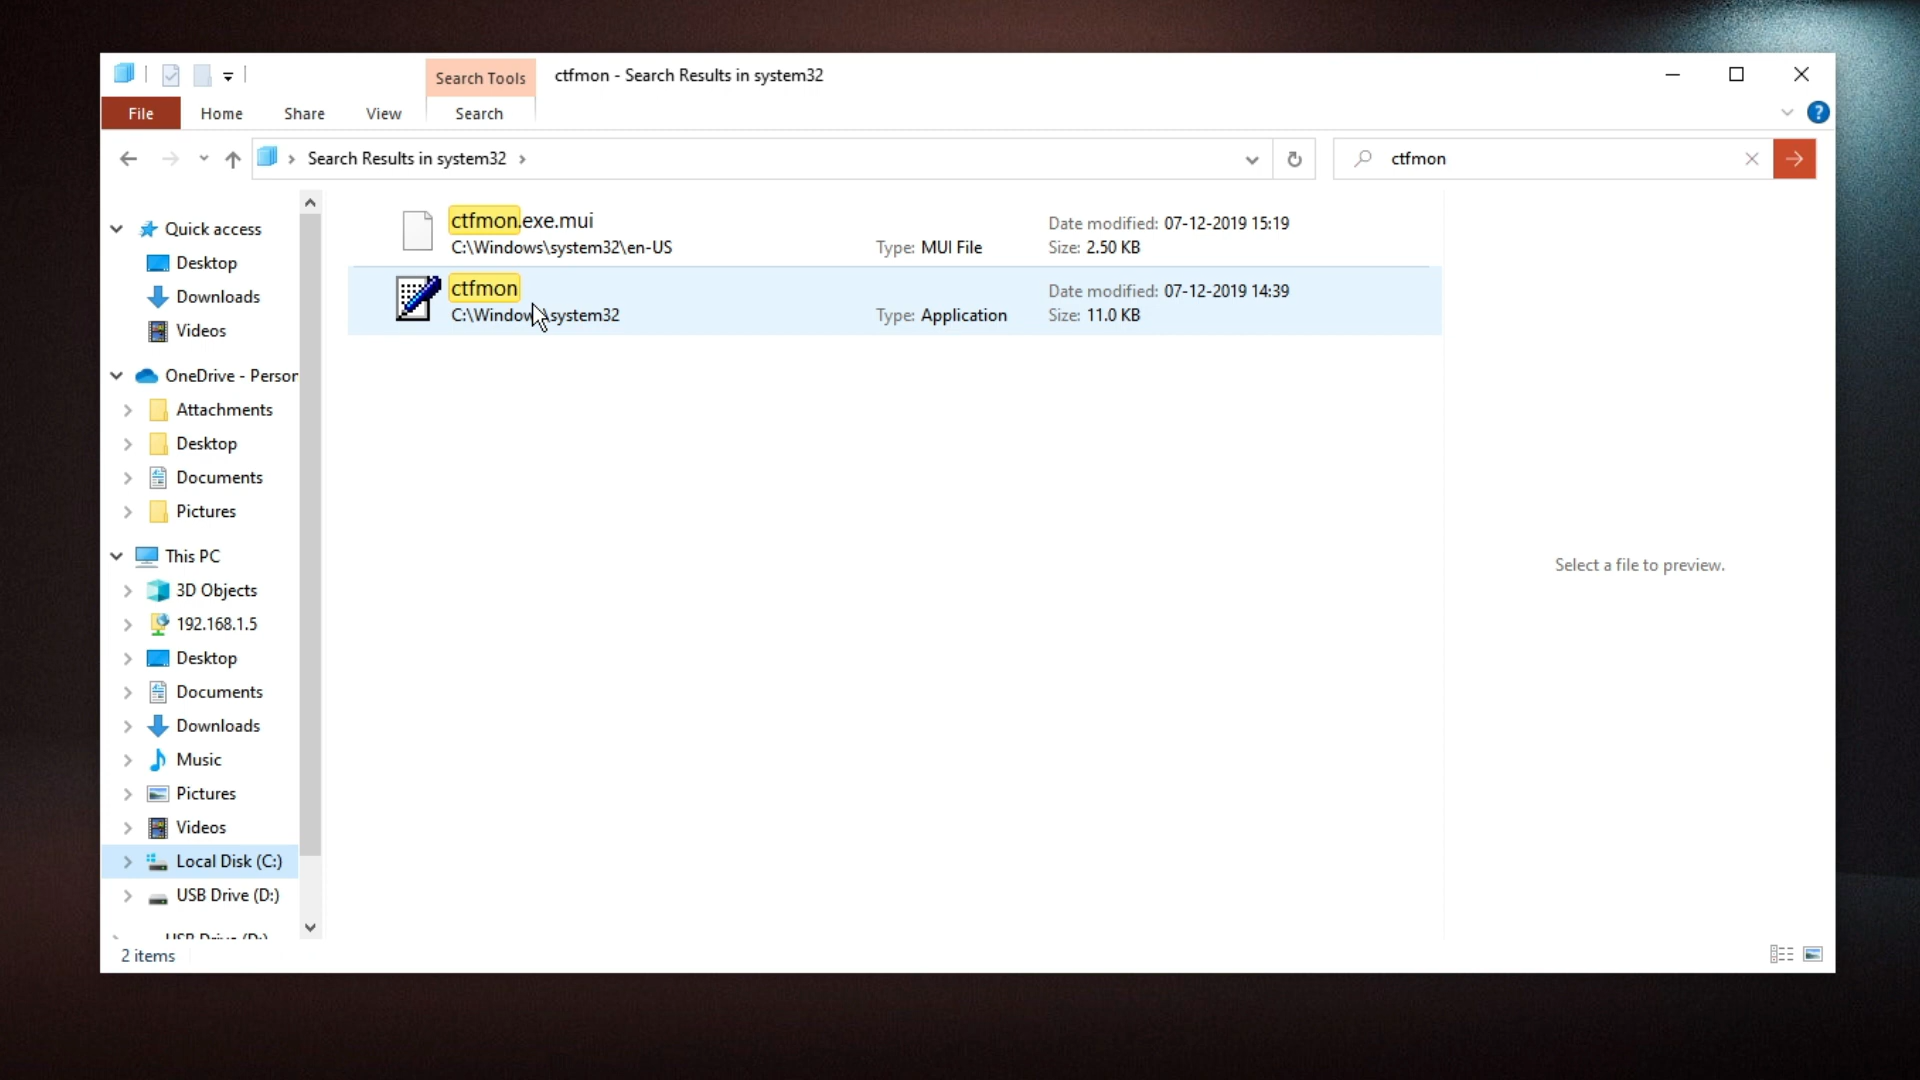 Search Tools
ctfmon - Search Results in system32
File
Home
Share
View
Search
?
Search Results in system32
ctfmon
Quick access
Desktop
Downloads
Videos
OneDrive - Person
Attachments
Desktop
Documents
Pictures
This PC
3D Objects
192.168.1.5
Desktop
Documents
Downloads
Music
Pictures
Videos
Local Disk (C:)
USB Drive (D:)
USB Drive (D:)
ctfmon.exe.mui
C:\Windows\system32\en-US
Type: MUI File
Date modified: 07-12-2019 15:19
Size: 2.50 KB
ctfmon
C:\Windows\system32
Type: Application
Date modified: 07-12-2019 14:39
Size: 11.0 KB
Select a file to preview.
2 items